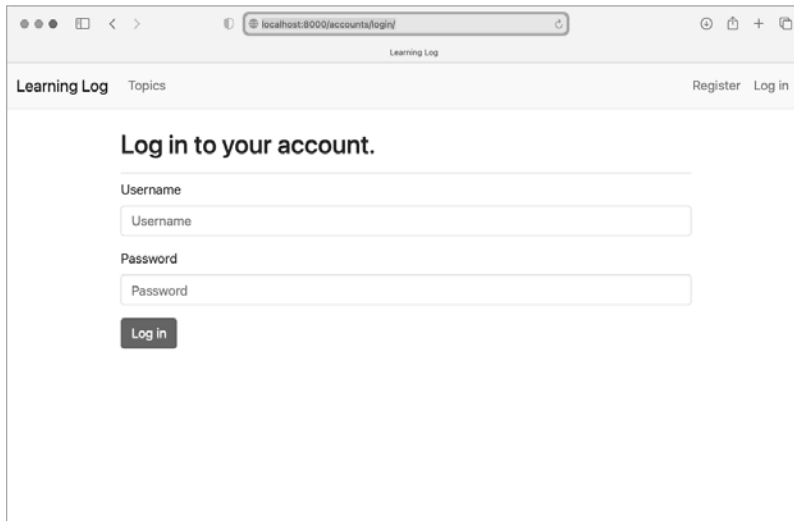 localhost:8000/accounts/login/
Learning Log
Learning Log Topics Register Log in
Log in to your account.
Username
Username
Password
Password
Log in